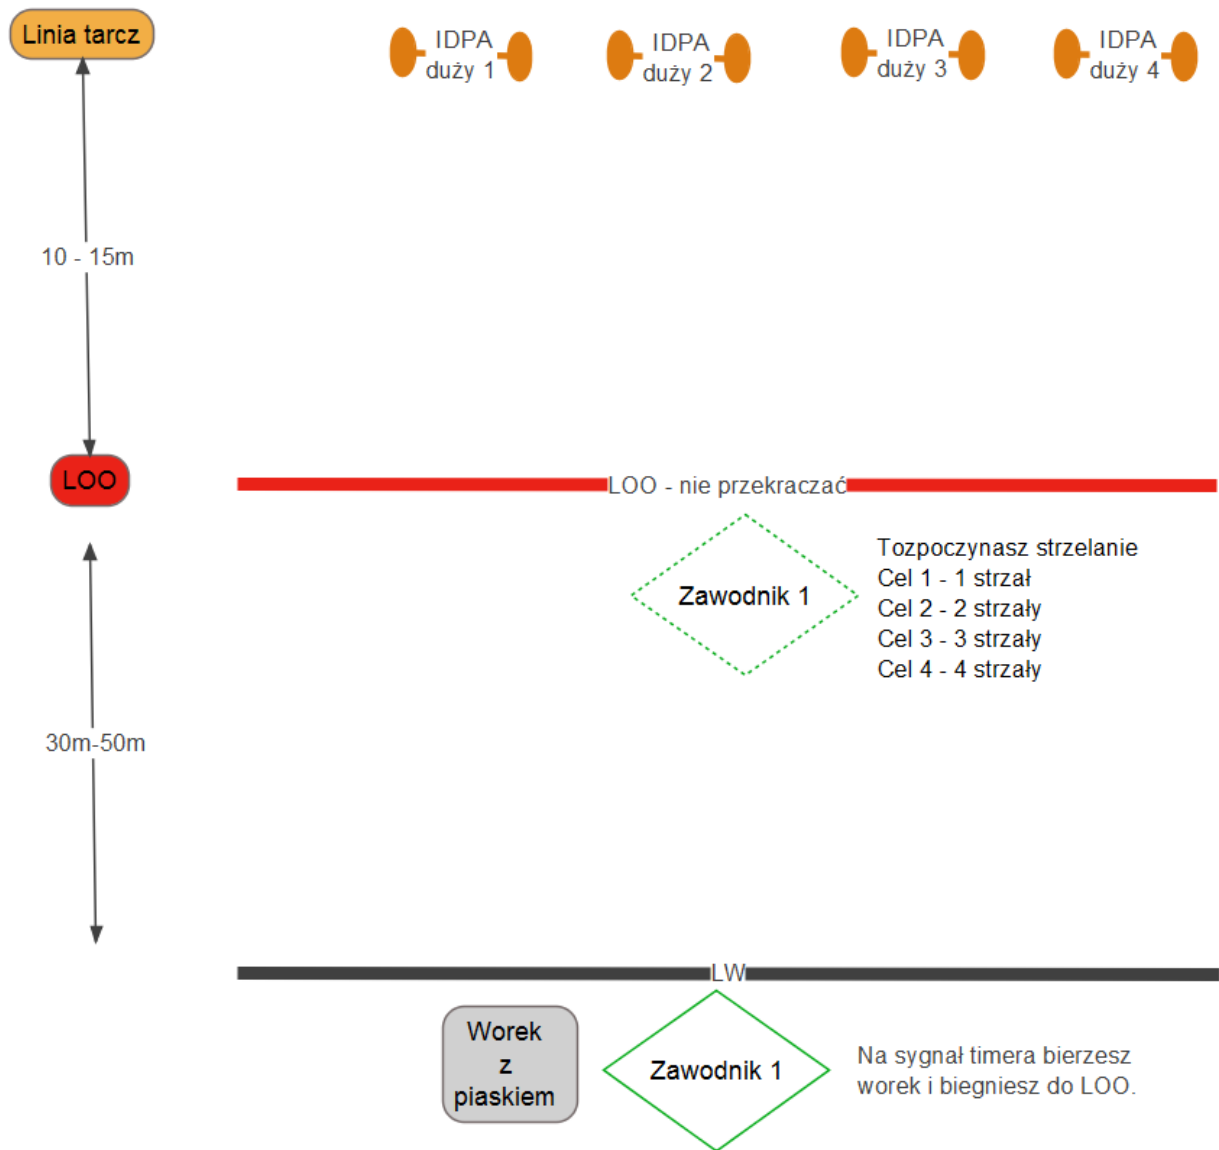 Linia tarcz
IDPA
duży 1
IDPA
duży 2
IDPA
duży 3
IDPA
duży 4
10 - 15m
LOO
LOO - nie przekraczać
Zawodnik 1
Tozpoczynasz strzelanie
Cel 1 - 1 strzał
Cel 2 - 2 strzały
Cel 3 - 3 strzały
Cel 4 - 4 strzały
30m-50m
LW
Worek
z
piaskiem
Zawodnik 1
Na sygnał timera bierzesz
worek i biegniesz do LOO.